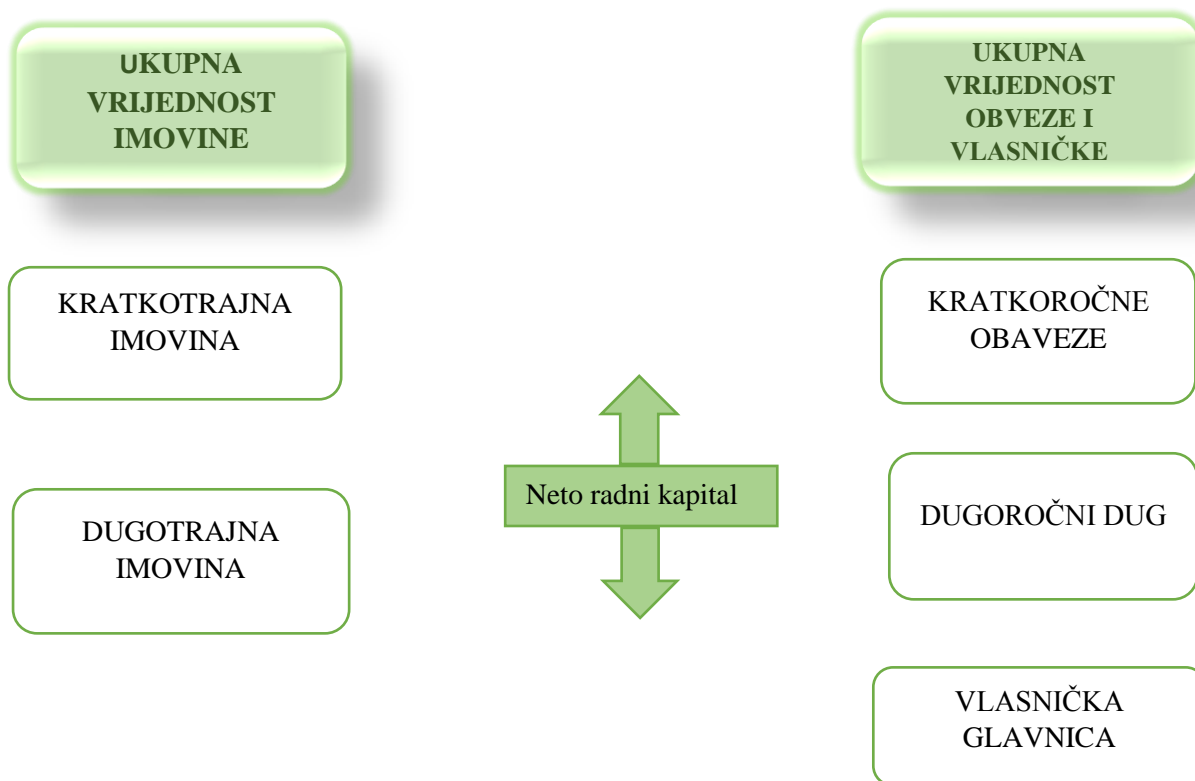 UKUPNA
VRIJEDNOST
IMOVINE
UKUPNA
VRIJEDNOST
OBVEZE I
VLASNIČKE
KRATKOTRAJNA
IMOVINA
KRATKOROČNE
OBAVEZE
Neto radni kapital
DUGOTRAJNA
IMOVINA
DUGOROČNI DUG
VLASNIČKA
GLAVNICA